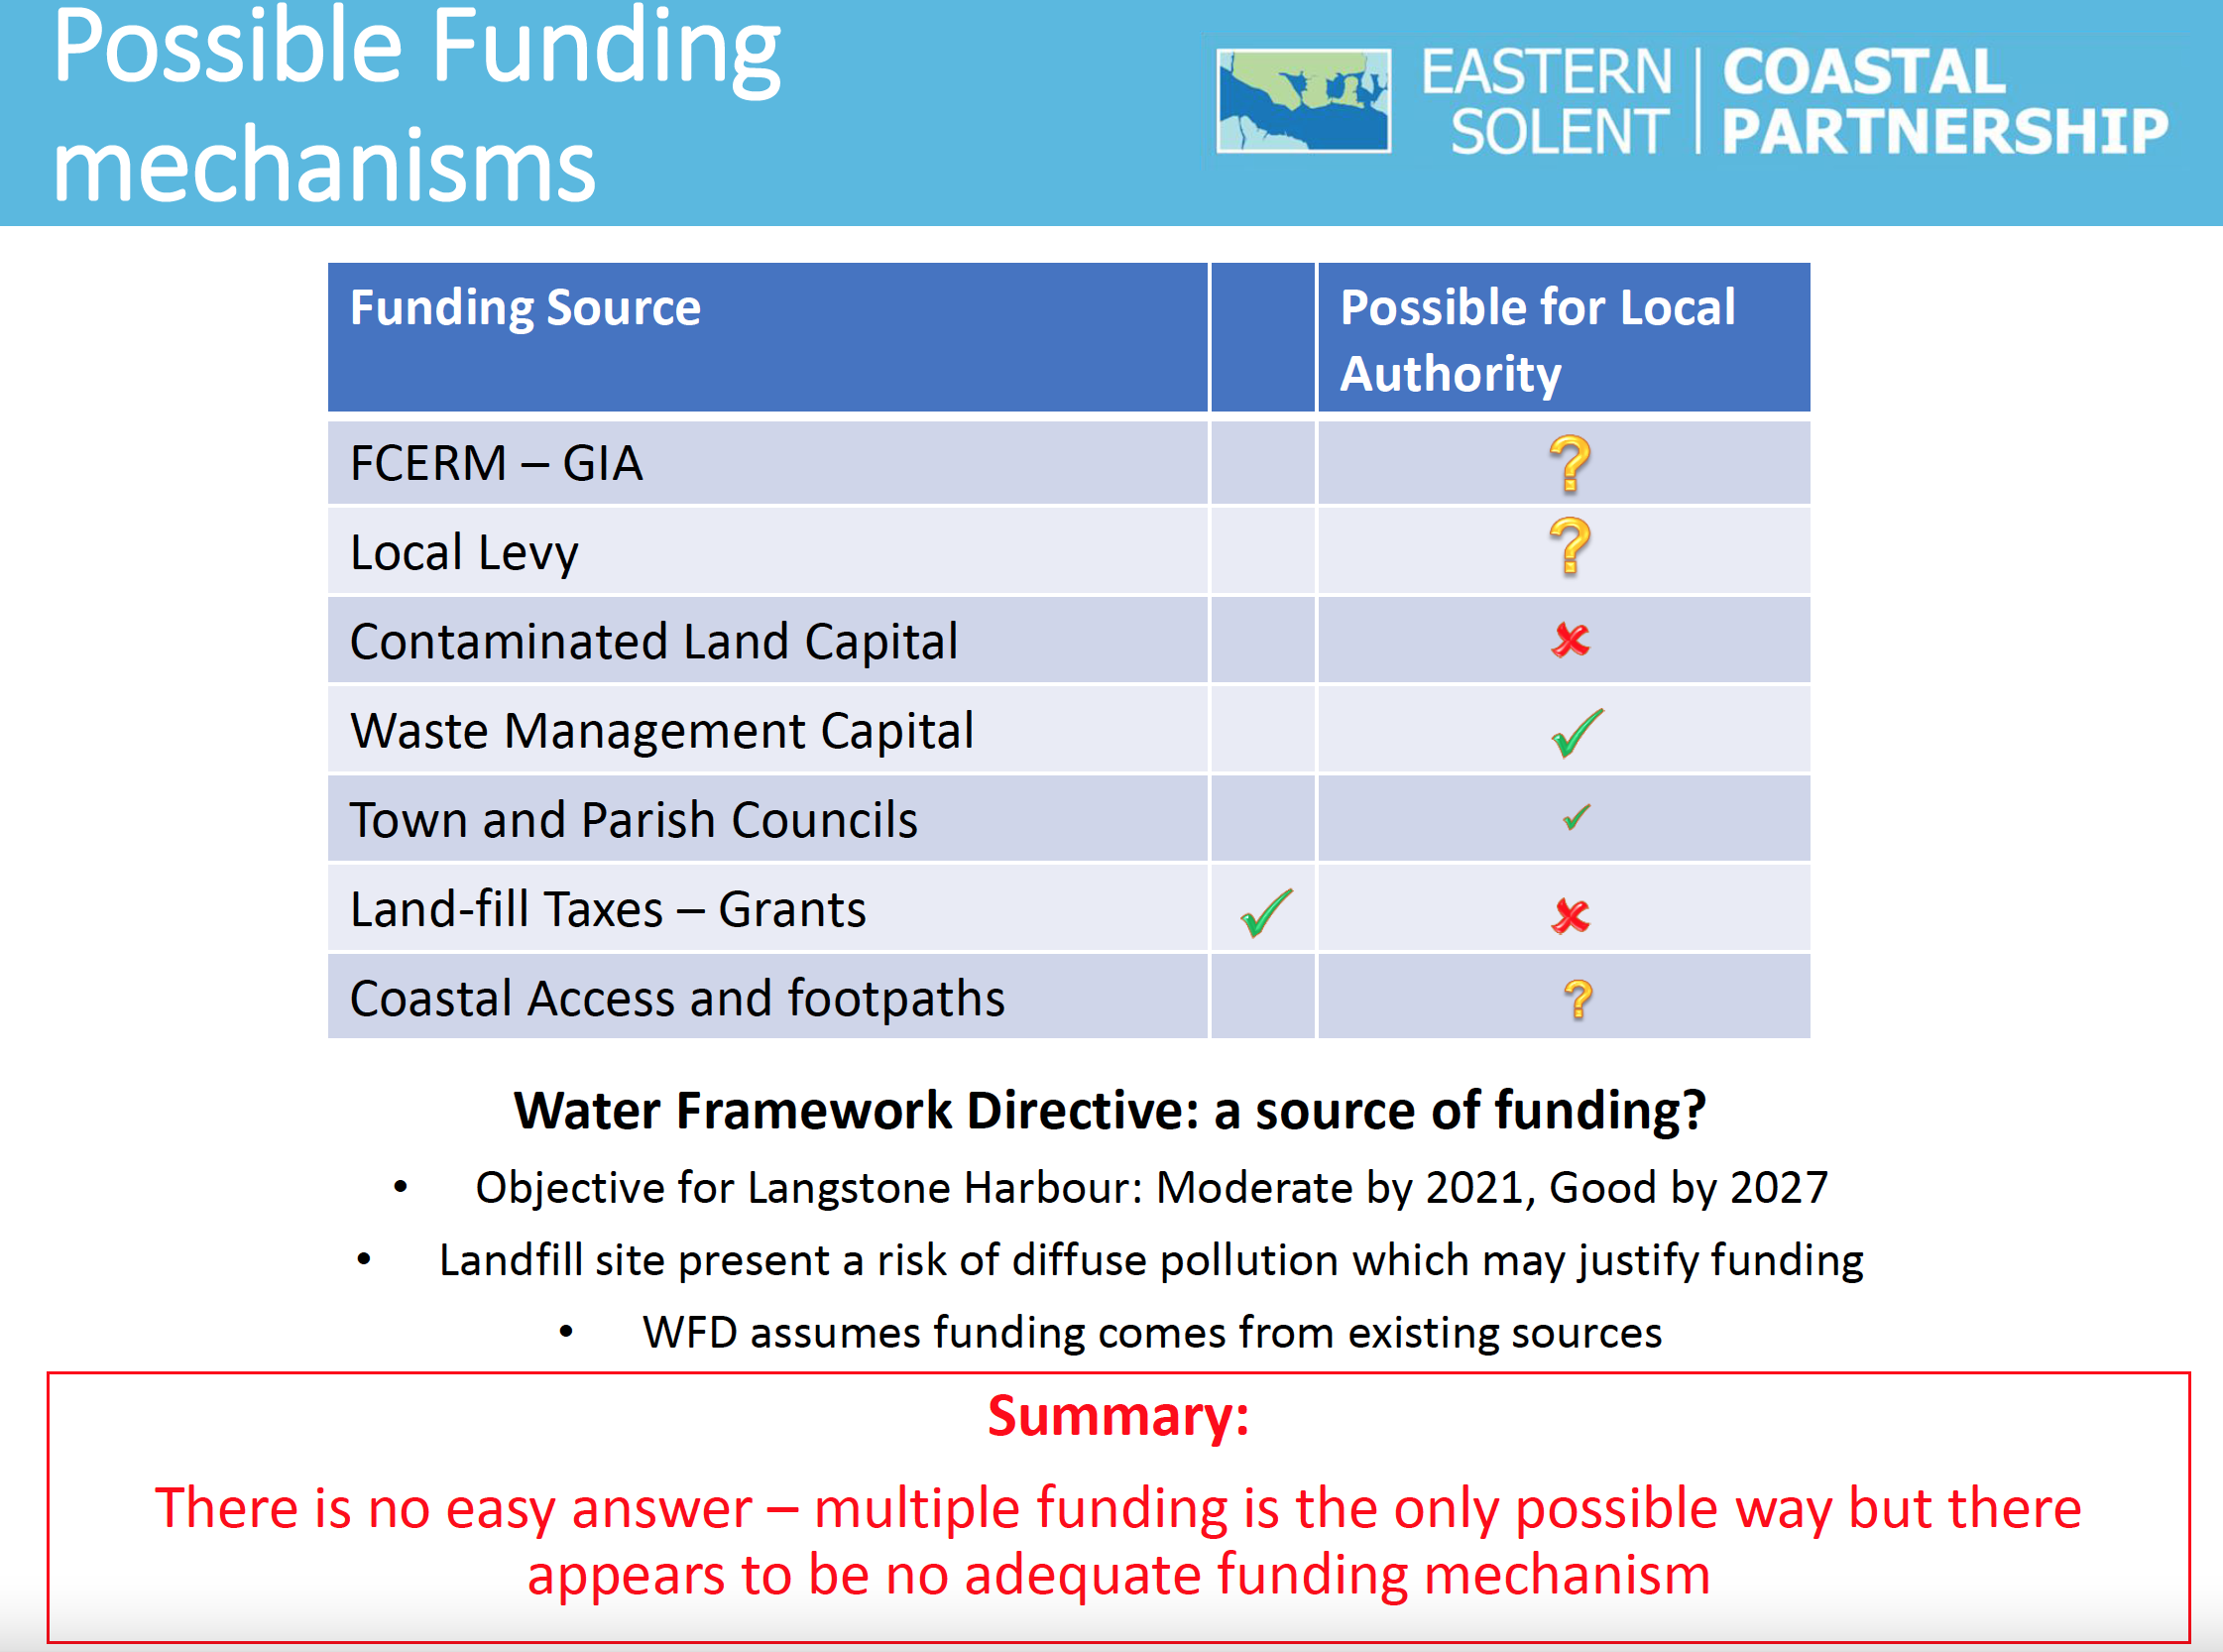 Possible Funding
mechanisms
EASTERN
SOLENT
COASTAL
PARTNERSHIP
Funding Source
Possible for Local
Authority
FCERM – GIA
?
Local Levy
?
Contaminated Land Capital
✘
Waste Management Capital
✓
Town and Parish Councils
✓
Land-fill Taxes – Grants
✓
✘
Coastal Access and footpaths
?
Water Framework Directive: a source of funding?
• Objective for Langstone Harbour: Moderate by 2021, Good by 2027
• Landfill site present a risk of diffuse pollution which may justify funding
• WFD assumes funding comes from existing sources
Summary:
There is no easy answer – multiple funding is the only possible way but there
appears to be no adequate funding mechanism